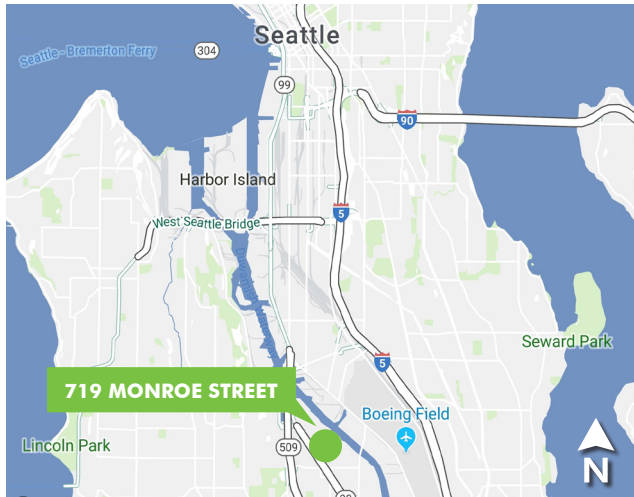 Seattle
Seattle - Bremerton Ferry
304
99
90
Harbor Island
5
West Seattle Bridge
Seward Park
5
719 MONROE STREET
Boeing Field
Lincoln Park
509
N